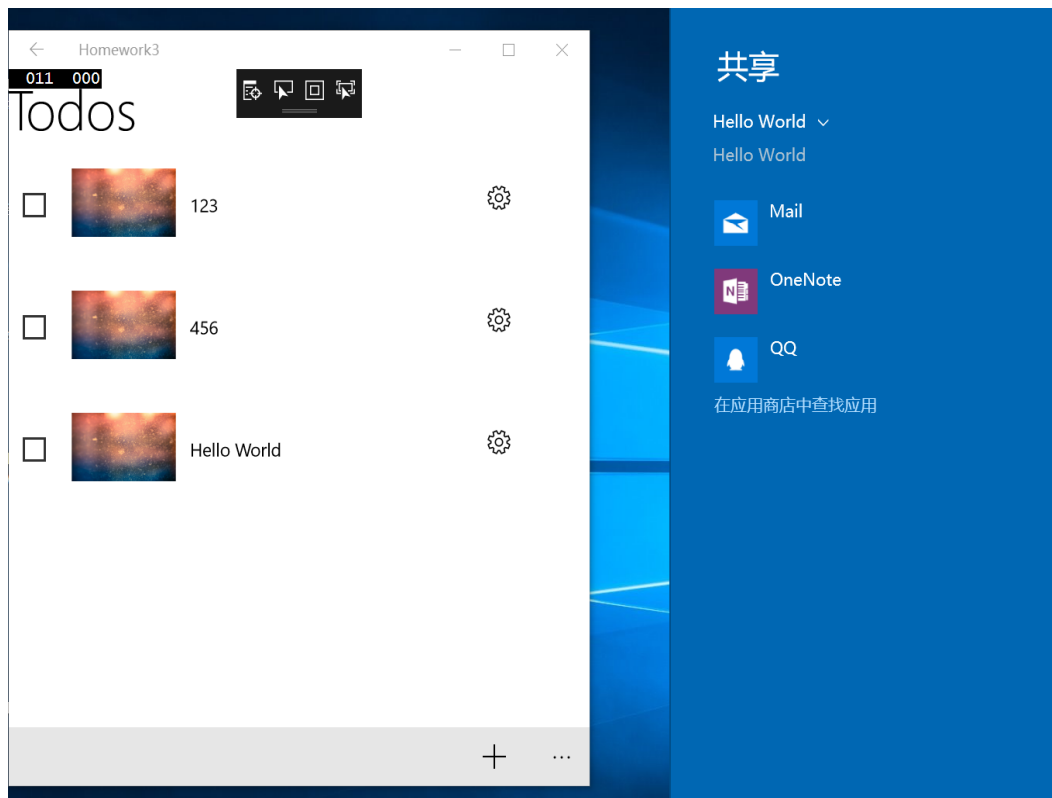 Homework3
011 000
Todos
123
456
Hello World
共享
Hello World
Hello World
Mail
OneNote
QQ
在应用商店中查找应用